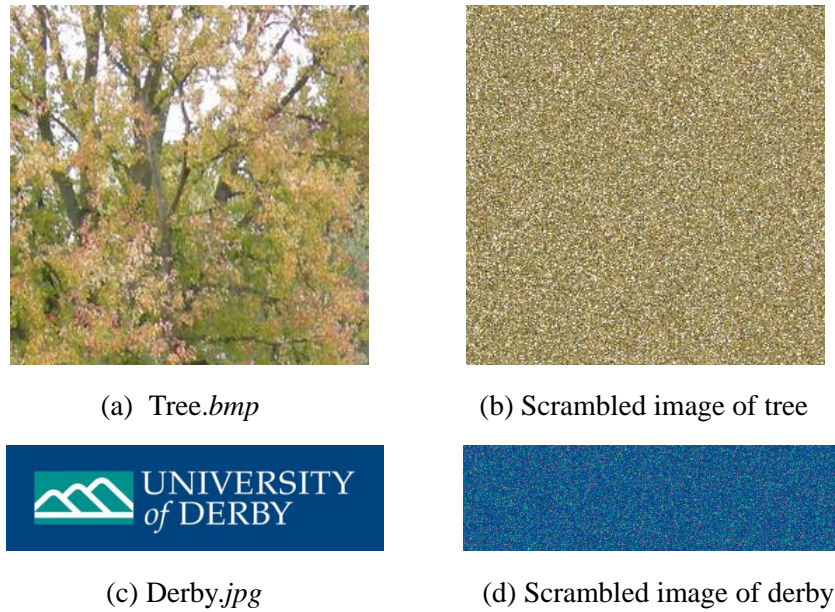 (a) Tree.bmp
(b) Scrambled image of tree
UNIVERSITY
of DERBY
(c) Derby.jpg
(d) Scrambled image of derby